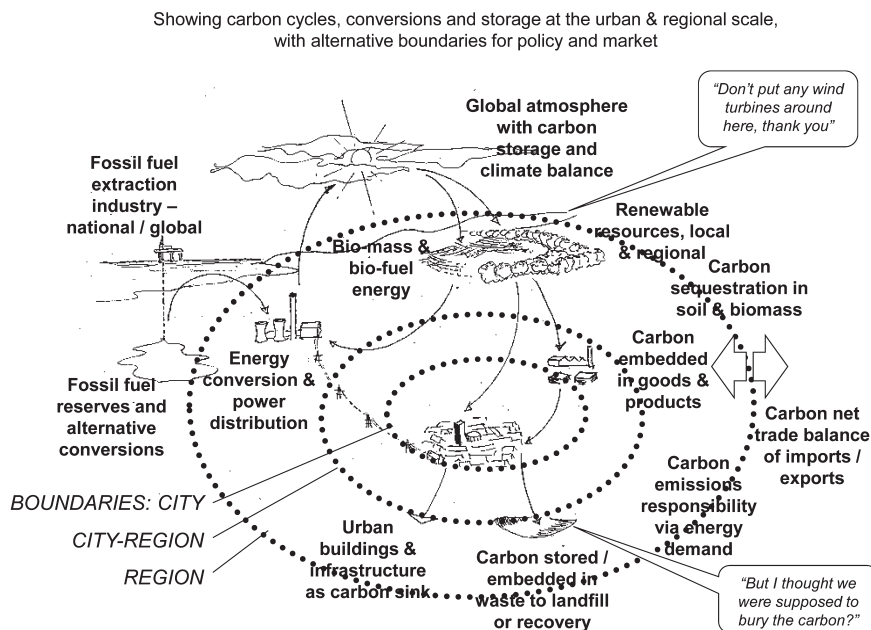 Showing carbon cycles, conversions and storage at the urban & regional scale,
with alternative boundaries for policy and market
“Don’t put any wind
turbines around
here, thank you”
Global atmosphere
with carbon
storage and
climate balance
Fossil fuel
extraction
industry –
national / global
Renewable
resources, local
& regional
Bio-mass &
bio-fuel
energy
Carbon
sequestration in
soil & biomass
Carbon
embedded
in goods &
products
Energy
conversion &
power
distribution
Fossil fuel
reserves and
alternative
conversions
Carbon net
trade balance
of imports /
exports
Carbon
emissions
responsibility
via energy
demand
BOUNDARIES: CITY
CITY-REGION
REGION
Urban
buildings &
infrastructure
as carbon sink
Carbon stored /
embedded in
waste to landfill
or recovery
“But I thought we
were supposed to
bury the carbon?”